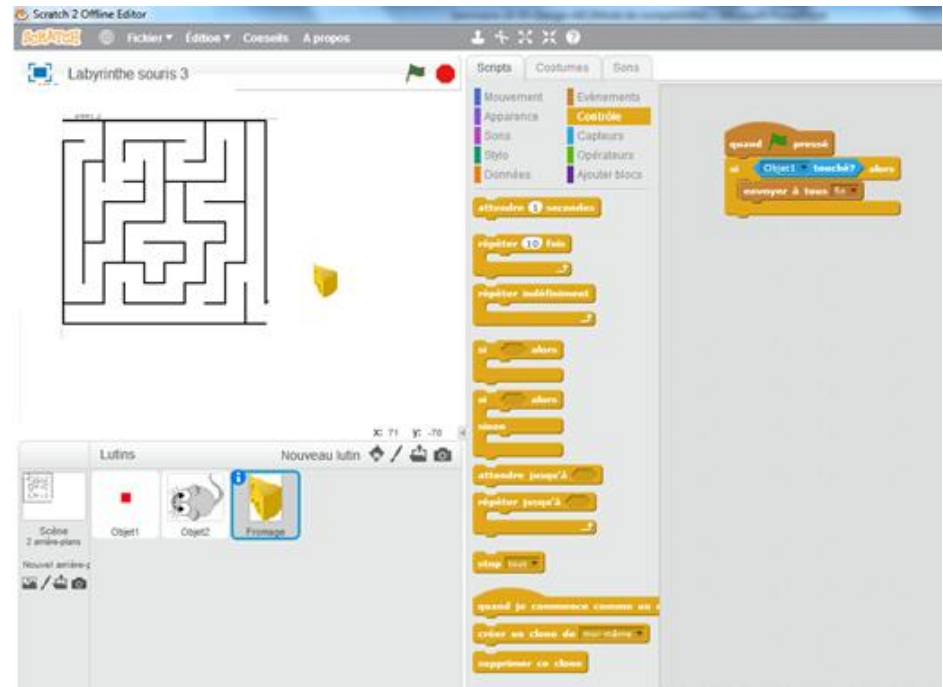 Scratch 2 Offline Editor
SCRATCH Fichier Édition Conseils A propos
Labyrinthe souris 3
X: 71 y: -70
Lutins Nouveau lutin
Scène
2 arrière-plans
Nouvel arrière-p
Objet1
Objet2
Fromage
Scripts Costumes Sons
Mouvement Evènements
Apparence Contrôle
Sons Capteurs
Stylo Opérateurs
Données Ajouter blocs
attendre 1 secondes
répéter 10 fois
répéter indéfiniment
si alors
si alors
sinon
attendre jusqu'à
répéter jusqu'à
stop tout
quand je commence comme un
créer un clone de moi-même
supprimer ce clone
quand pressé
si Objet1 touché? alors
envoyer à tous fin